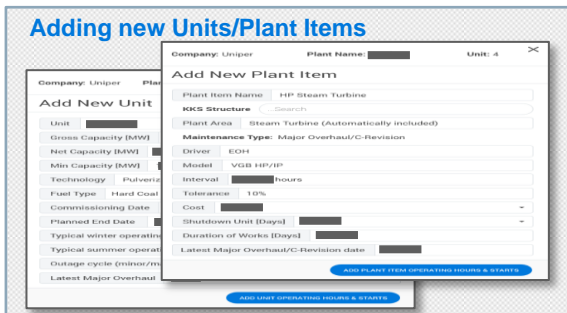 Adding new Units/Plant Items
Company: Uniper Plant Name: Unit: 4
Add New Plant Item
Plant Item Name HP Steam Turbine
KKS Structure ...Search
Plant Area Steam Turbine (Automatically included)
Maintenance Type: Major Overhaul/C-Revision
Driver EOH
Model VGB HP/IP
Interval hours
Tolerance 10%
Cost
Shutdown Unit [Days]
Duration of Works [Days]
Latest Major Overhaul/C-Revision date
ADD PLANT ITEM OPERATING HOURS & STARTS
Company: Uniper Plan
Add New Unit
Unit
Gross Capacity [MW]
Net Capacity [MW]
Min Capacity [MW]
Technology Pulveriz
Fuel Type Hard Coal
Commissioning Date
Planned End Date
Typical winter operating
Typical summer operati
Outage cycle (minor/m
Latest Major Overhaul
ADD UNIT OPERATING HOURS & STARTS